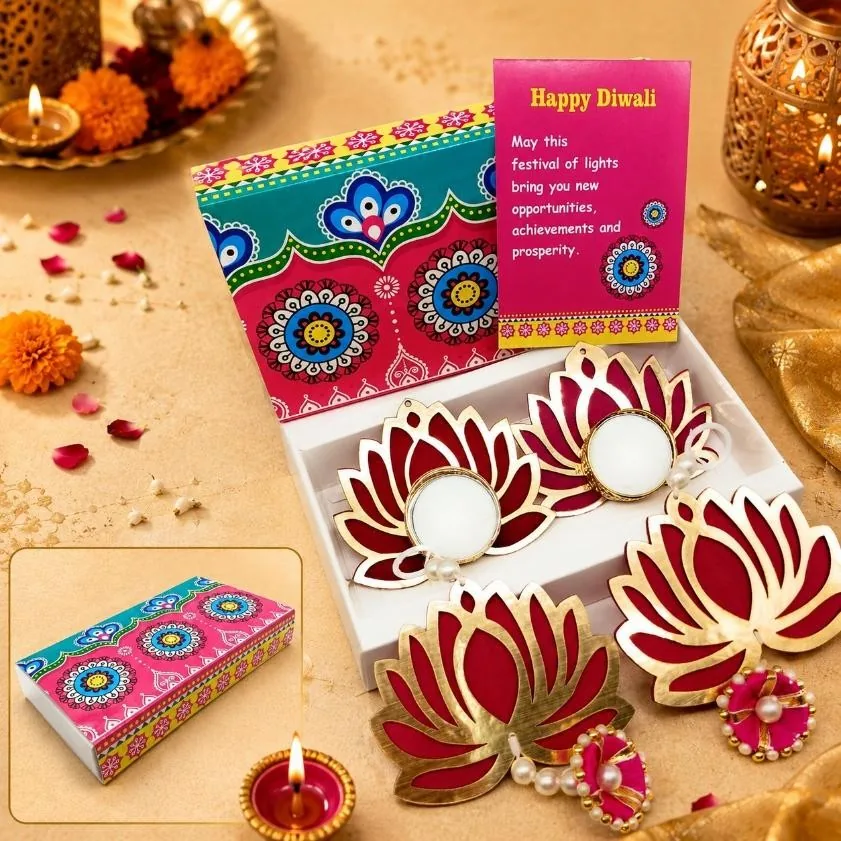 Happy Diwali
May this
festival of lights
bring you new
opportunities,
achievements and
prosperity.